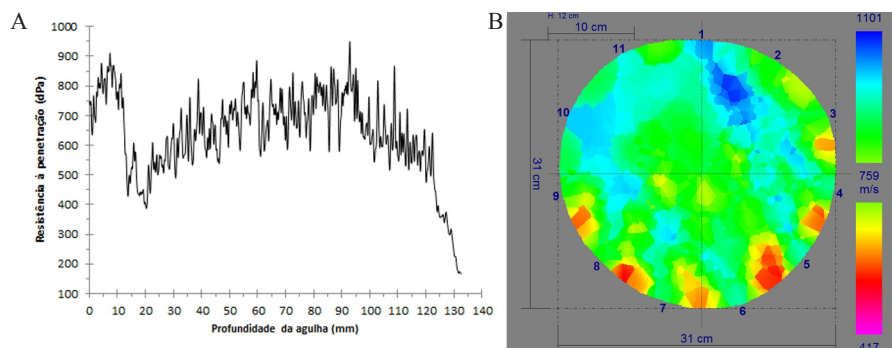 A
Resistência à penetração (dPa)
1000
900
800
700
600
500
400
300
200
100
0 10 20 30 40 50 60 70 80 90 100 110 120 130 140
Profundidade da agulha (mm)
B
H: 12 cm
10 cm
31 cm
31 cm
1
2
3
4
5
6
7
8
9
10
11
1101
759
m/s
417